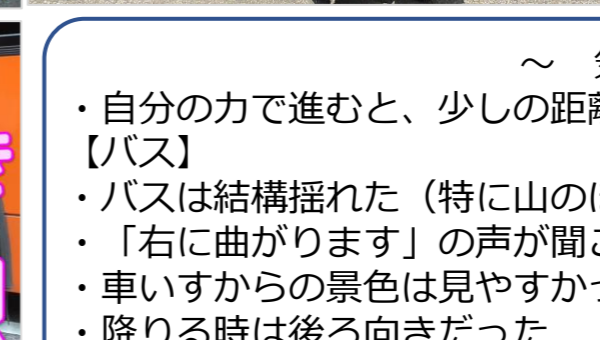 ～
・自分の力で進むと、少しの距離
【バス】
・バスは結構揺れた（特に山の
・「右に曲がります」の声が聞こ
・車いすからの景色は見やすかっ
・降りる時は後ろ向きだった